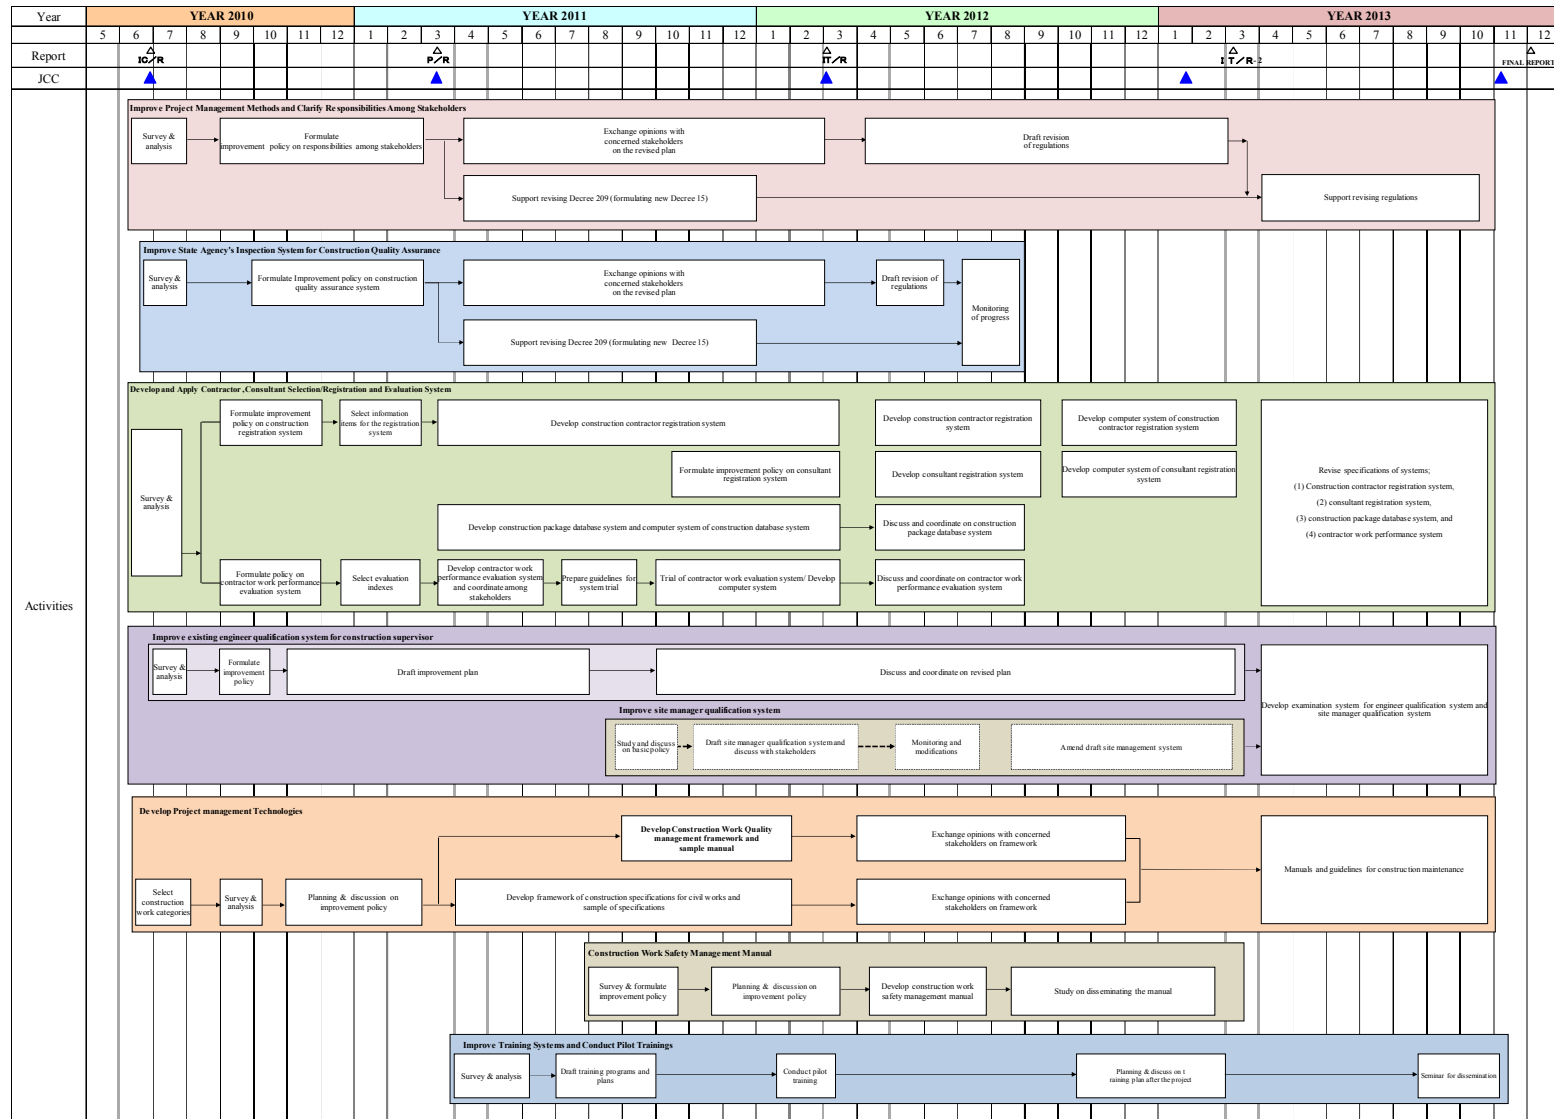 Year YEAR 2010 YEAR 2011 YEAR 2012 YEAR 2013
5 6 7 8 9 10 11 12 1 2 3 4 5 6 7 8 9 10 11 12 1 2 3 4 5 6 7 8 9 10 11 12 1 2 3 4 5 6 7 8 9 10 11 12
Report IC/R P/R IT/R I T/R-2 FINAL REPORT
JCC
Activities
Improve Project Management Methods and Clarify Responsibilities Among Stakeholders
Survey &
analysis
Formulate
improvement policy on responsibilities among stakeholders
Exchange opinions with
concerned stakeholders
on the revised plan
Draft revision
of regulations
Support revising Decree 209 (formulating new Decree 15)
Support revising regulations
Improve State Agency's Inspection System for Construction Quality Assurance
Survey &
analysis
Formulate Improvement policy on construction
quality assurance system
Exchange opinions with
concerned stakeholders
on the revised plan
Draft revision of
regulations
Monitoring
of progress
Support revising Decree 209 (formulating new Decree 15)
Develop and Apply Contractor ,Consultant Selection/Registration and Evaluation System
Survey &
analysis
Formulate improvement
policy on construction
registration system
Select information
items for the registration
system
Develop construction contractor registration system
Develop construction contractor registration
system
Develop computer system of construction
contractor registration system
Formulate improvement policy on consultant
registration system
Develop consultant registration system
Develop computer system of consultant registration
system
Develop construction package database system and computer system of construction database system
Discuss and coordinate on construction
package database system
Formulate policy on
contractor work performance
evaluation system
Select evaluation
indexes
Develop contractor work
performance evaluation system
and coordinate among
stakeholders
Prepare guidelines for
system trial
Trial of contractor work evaluation system/ Develop
computer system
Discuss and coordinate on contractor work
performance evaluation system
Revise specifications of systems;
(1) Construction contractor registration system,
(2) consultant registration system,
(3) construction package database system, and
(4) contractor work performance system
Improve existing engineer qualification system for construction supervisor
Survey &
analysis
Formulate
improvement
policy
Draft improvement plan
Discuss and coordinate on revised plan
Develop examination system for engineer qualification system and
site manager qualification system
Improve site manager qualification system
Study and discuss
on basic policy
Draft site manager qualification system and
discuss with stakeholders
Monitoring and
modifications
Amend draft site management system
Develop Project management Technologies
Develop Construction Work Quality
management framework and
sample manual
Exchange opinions with concerned
stakeholders on framework
Select
construction
work categories
Survey &
analysis
Planning & discussion on
improvement policy
Develop framework of construction specifications for civil works and
sample of specifications
Exchange opinions with concerned
stakeholders on framework
Manuals and guidelines for construction maintenance
Construction Work Safety Management Manual
Survey & formulate
improvement policy
Planning & discussion on
improvement policy
Develop construction work
safety management manual
Study on disseminating the manual
Improve Training Systems and Conduct Pilot Trainings
Survey & analysis
Draft training programs and
plans
Conduct pilot
training
Planning & discuss on t
raining plan after the project
Seminar for dissemination